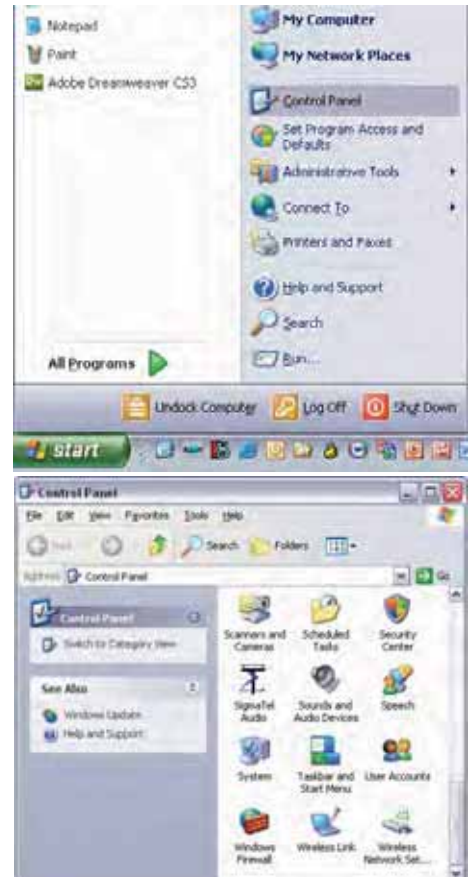 Notepad
Paint
Adobe Dreamweaver CS3
All Programs
My Computer
My Network Places
Control Panel
Set Program Access and
Defaults
Administrative Tools
Connect To
Printers and Faxes
Help and Support
Search
Run...
Undock Computer
Log Off
Shut Down
start
Control Panel
File Edit View Favorites Tools Help
Search Folders
Address Control Panel
Go
Control Panel
Switch to Category View
See Also
Windows Update
Help and Support
Scanners and
Cameras
Scheduled
Tasks
Security
Center
SigmaTel
Audio
Sounds and
Audio Devices
Speech
System
Taskbar and
Start Menu
User Accounts
Windows
Firewall
Wireless Link
Wireless
Network Set...